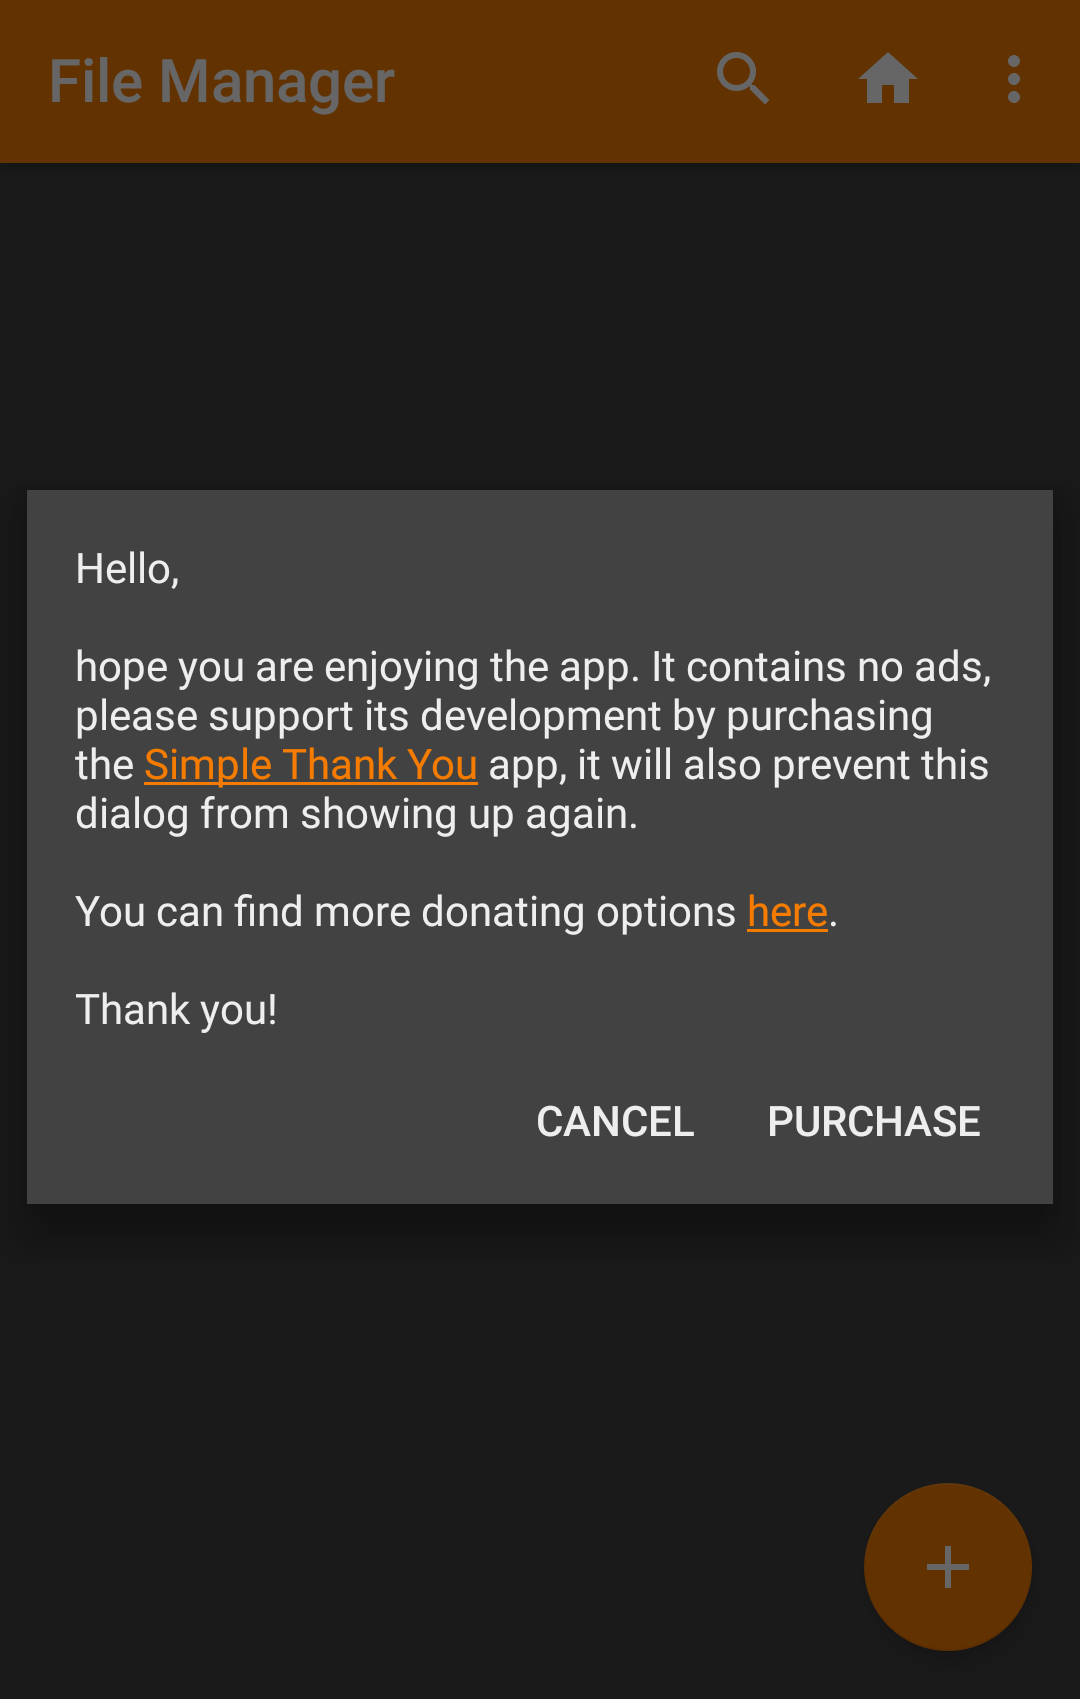 File Manager
Hello,
hope you are enjoying the app. It contains no ads,
please support its development by purchasing
the Simple Thank You app, it will also prevent this
dialog from showing up again.
You can find more donating options here.
Thank you!
CANCEL PURCHASE